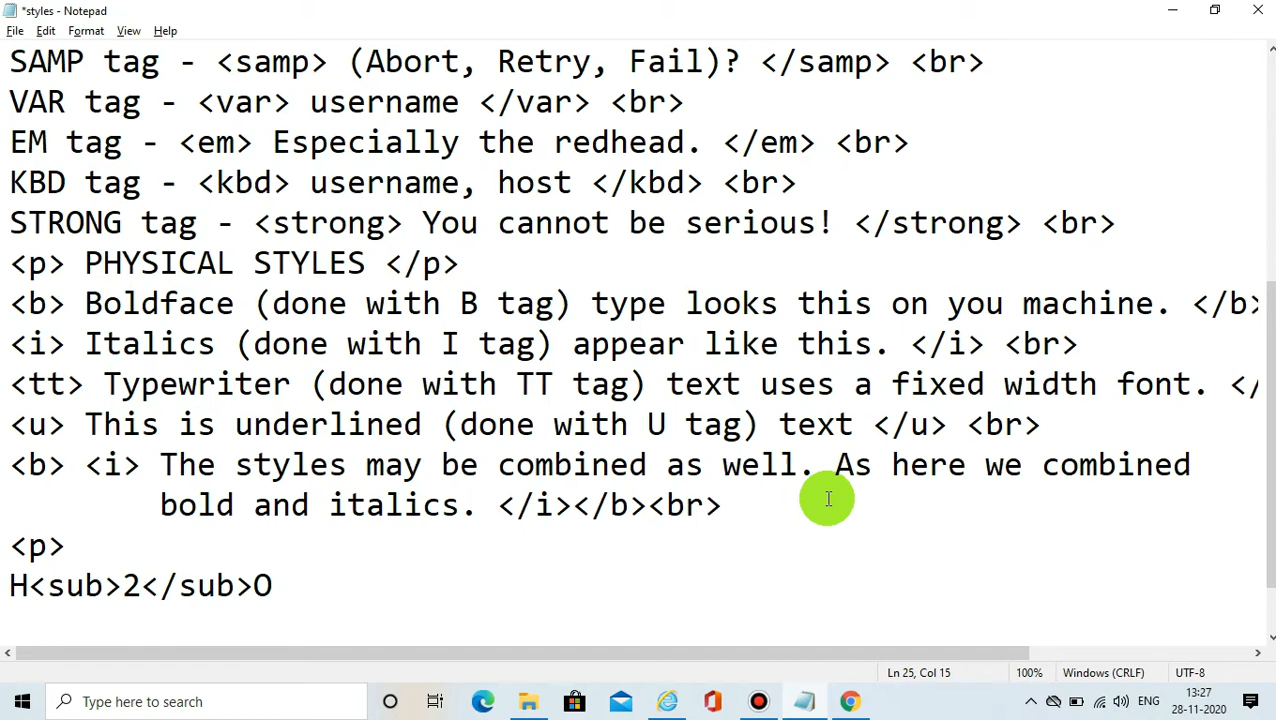 *styles - Notepad
File Edit Format View Help
SAMP tag - <samp> (Abort, Retry, Fail)? </samp> <br>
VAR tag - <var> username </var> <br>
EM tag - <em> Especially the redhead. </em> <br>
KBD tag - <kbd> username, host </kbd> <br>
STRONG tag - <strong> You cannot be serious! </strong> <br>
<p> PHYSICAL STYLES </p>
<b> Boldface (done with B tag) type looks this on you machine. </b>
<i> Italics (done with I tag) appear like this. </i> <br>
<tt> Typewriter (done with TT tag) text uses a fixed width font. </
<u> This is underlined (done with U tag) text </u> <br>
<b> <i> The styles may be combined as well. As here we combined
bold and italics. </i></b><br>
<p>
H<sub>2</sub>O
Ln 25, Col 15 100% Windows (CRLF) UTF-8
Type here to search ENG 13:27
28-11-2020